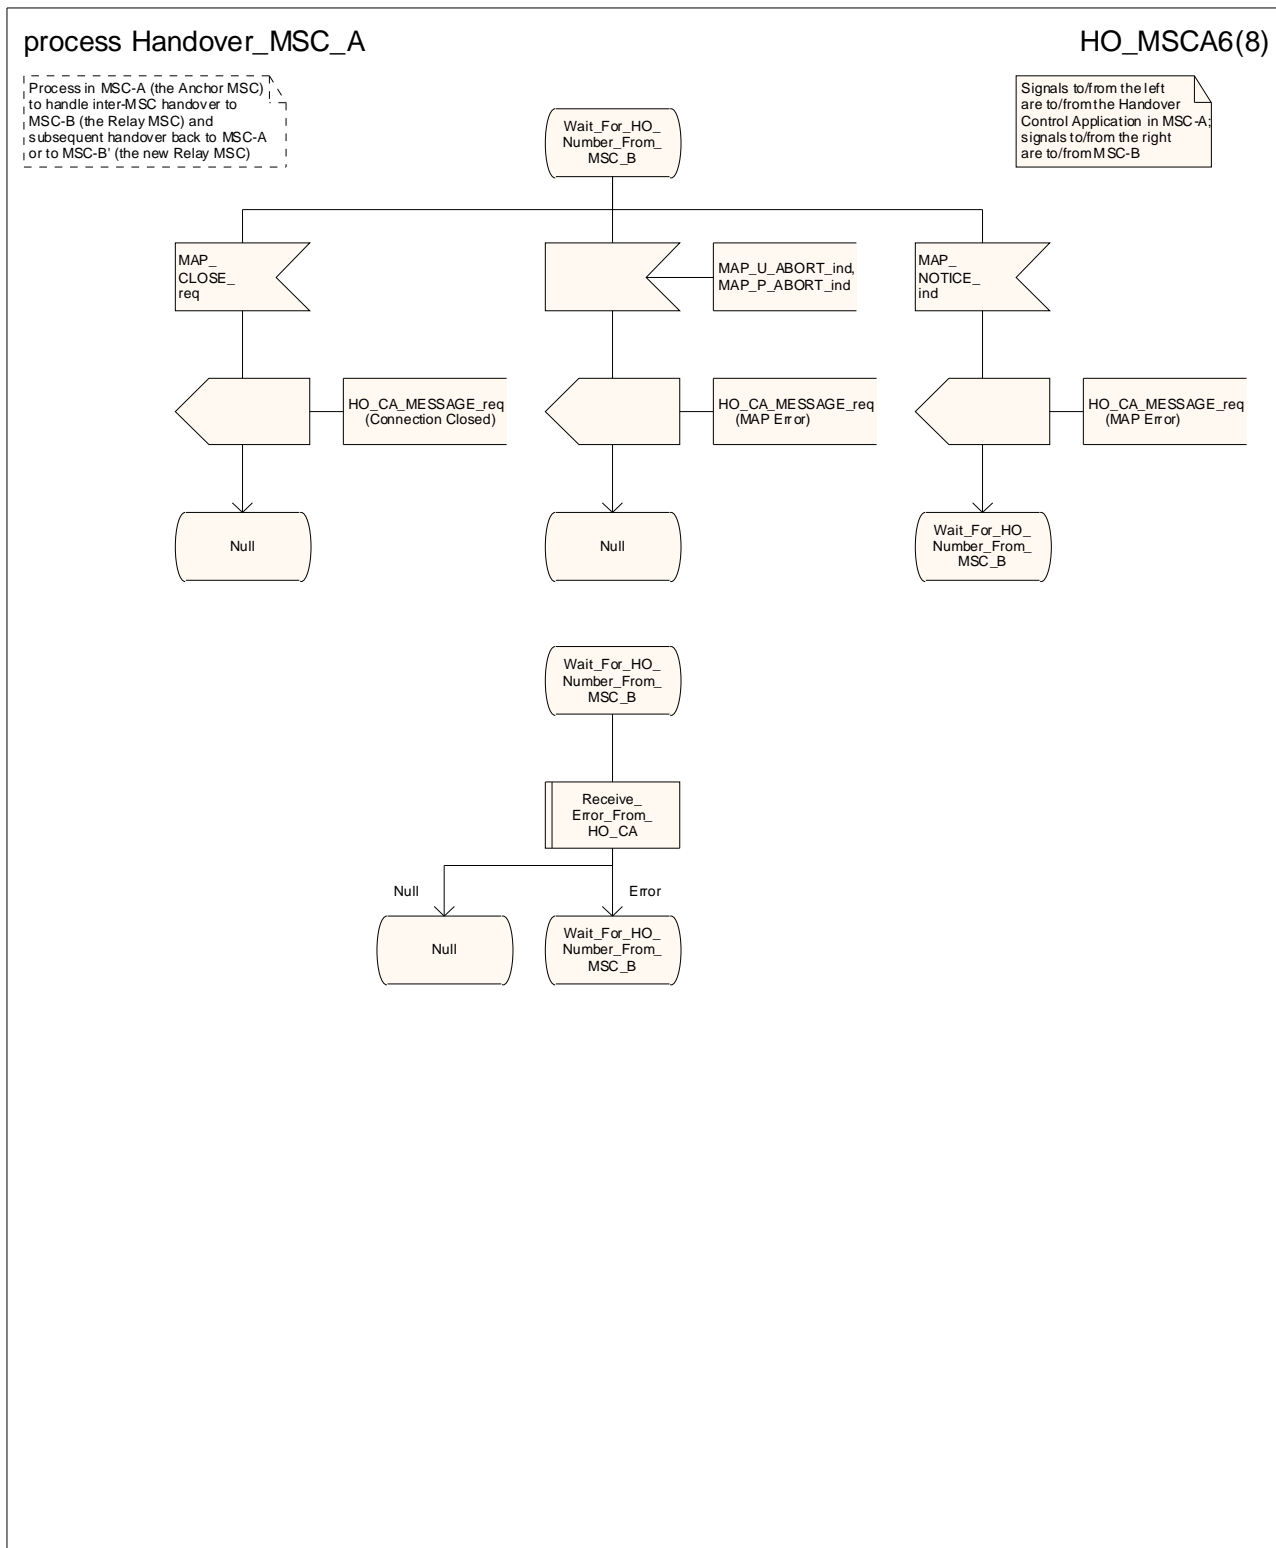 process Handover_MSC_A
HO_MSCA6(8)
Process in MSC-A (the Anchor MSC)
to handle inter-MSC handover to
MSC-B (the Relay MSC) and
subsequent handover back to MSC-A
or to MSC-B' (the new Relay MSC)
Signals to/from the left
are to/from the Handover
Control Application in MSC-A;
signals to/from the right
are to/from MSC-B
Wait_For_HO_
Number_From_
MSC_B
MAP_
CLOSE_
req
MAP_U_ABORT_ind,
MAP_P_ABORT_ind
MAP_
NOTICE_
ind
HO_CA_MESSAGE_req
(Connection Closed)
HO_CA_MESSAGE_req
(MAP Error)
HO_CA_MESSAGE_req
(MAP Error)
Null
Null
Wait_For_HO_
Number_From_
MSC_B
Wait_For_HO_
Number_From_
MSC_B
Receive_
Error_From_
HO_CA
Null
Error
Null
Wait_For_HO_
Number_From_
MSC_B